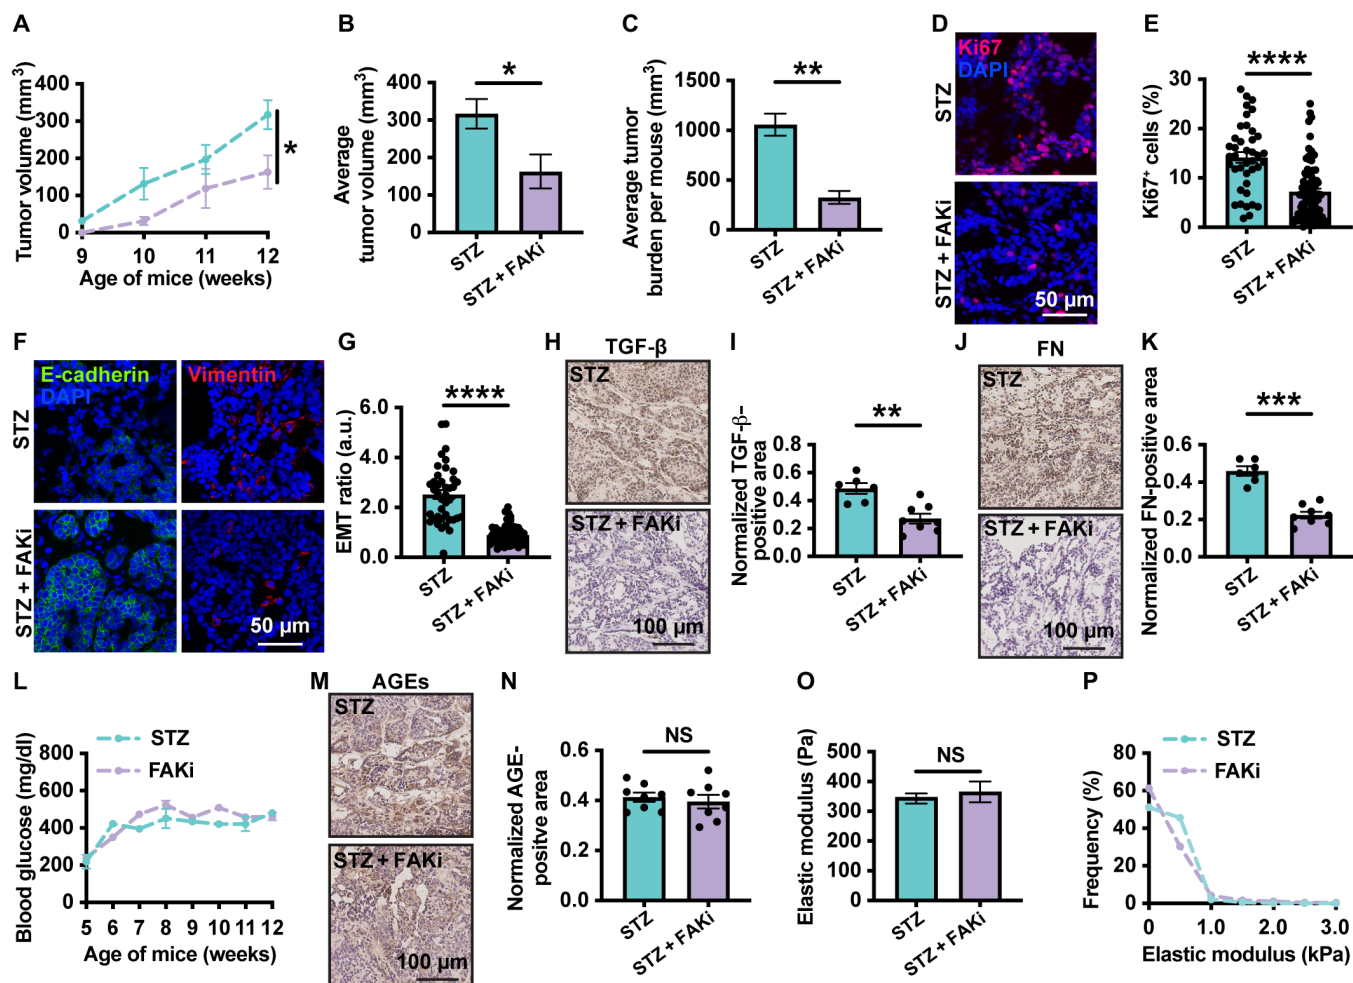 A
Tumor volume (mm³)
400
300
200
100
0
9
10
11
12
Age of mice (weeks)
*
B
Average
tumor volume (mm³)
400
300
200
100
0
*
STZ
STZ + FAKi
C
Average tumor
burden per mouse (mm³)
1500
1000
500
0
**
STZ
STZ + FAKi
D
Ki67
DAPI
STZ
STZ + FAKi
50 µm
E
Ki67⁺ cells (%)
30
20
10
0
****
STZ
STZ + FAKi
F
E-cadherin
DAPI
Vimentin
STZ
STZ + FAKi
50 µm
G
EMT ratio (a.u.)
6.0
4.0
2.0
1.0
0.0
****
STZ
STZ + FAKi
H
TGF-β
STZ
STZ + FAKi
100 µm
I
Normalized TGF-β–
positive area
0.8
0.6
0.4
0.2
0
**
STZ
STZ + FAKi
J
FN
STZ
STZ + FAKi
100 µm
K
Normalized FN-positive area
0.6
0.4
0.2
0
***
STZ
STZ + FAKi
L
Blood glucose (mg/dl)
800
600
400
200
0
STZ
FAKi
5
6
7
8
9
10
11
12
Age of mice (weeks)
M
AGEs
STZ
STZ + FAKi
100 µm
N
Normalized AGE-
positve area
0.6
0.4
0.2
0.0
NS
STZ
STZ + FAKi
O
Elastic modulus (Pa)
500
400
300
200
100
0
NS
STZ
STZ + FAKi
P
Frequency (%)
80
60
40
20
0
STZ
FAKi
0
1.0
2.0
3.0
Elastic modulus (kPa)